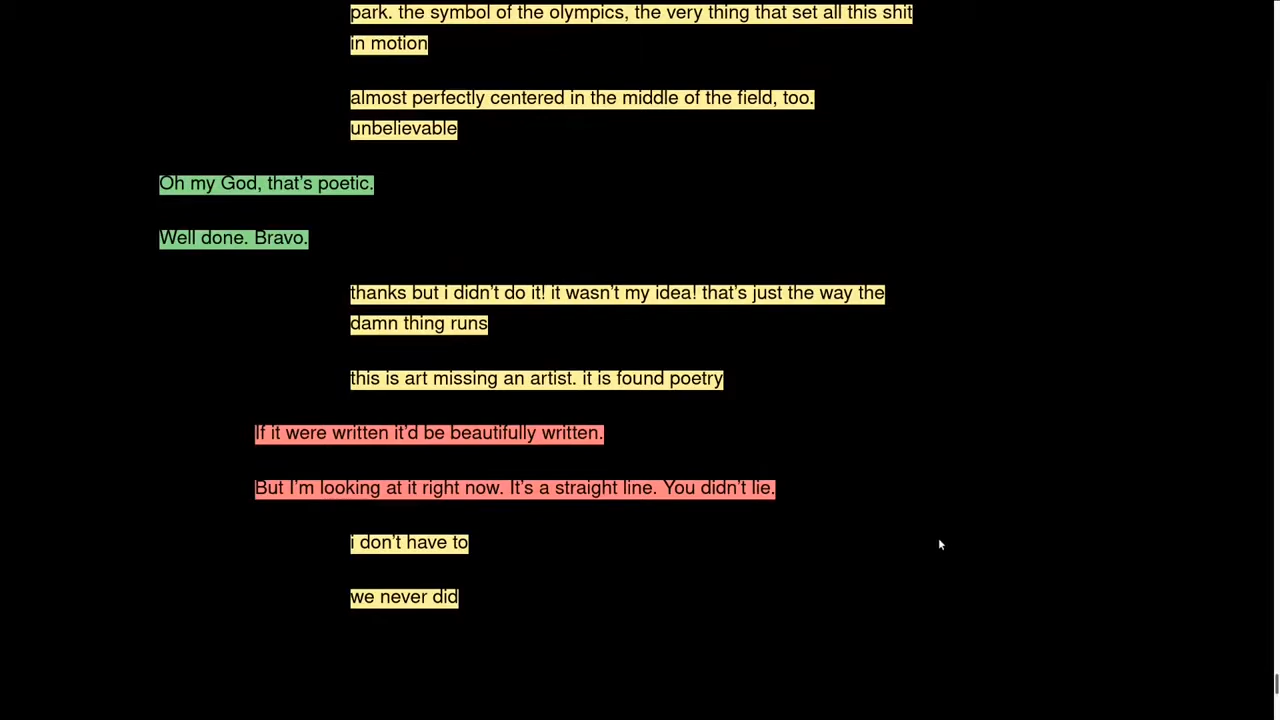 park. the symbol of the olympics, the very thing that set all this shit
in motion
almost perfectly centered in the middle of the field, too.
unbelievable
Oh my God, that’s poetic.
Well done. Bravo.
thanks but i didn’t do it! it wasn’t my idea! that’s just the way the
damn thing runs
this is art missing an artist. it is found poetry
If it were written it’d be beautifully written.
But I’m looking at it right now. It’s a straight line. You didn’t lie.
i don’t have to
we never did